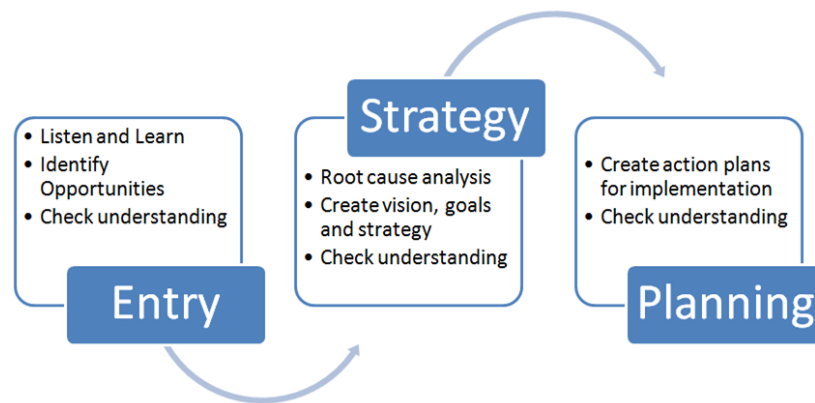 • Listen and Learn
• Identify
Opportunities
• Check understanding
Entry
Strategy
• Root cause analysis
• Create vision, goals
and strategy
• Check understanding
• Create action plans
for implementation
• Check understanding
Planning